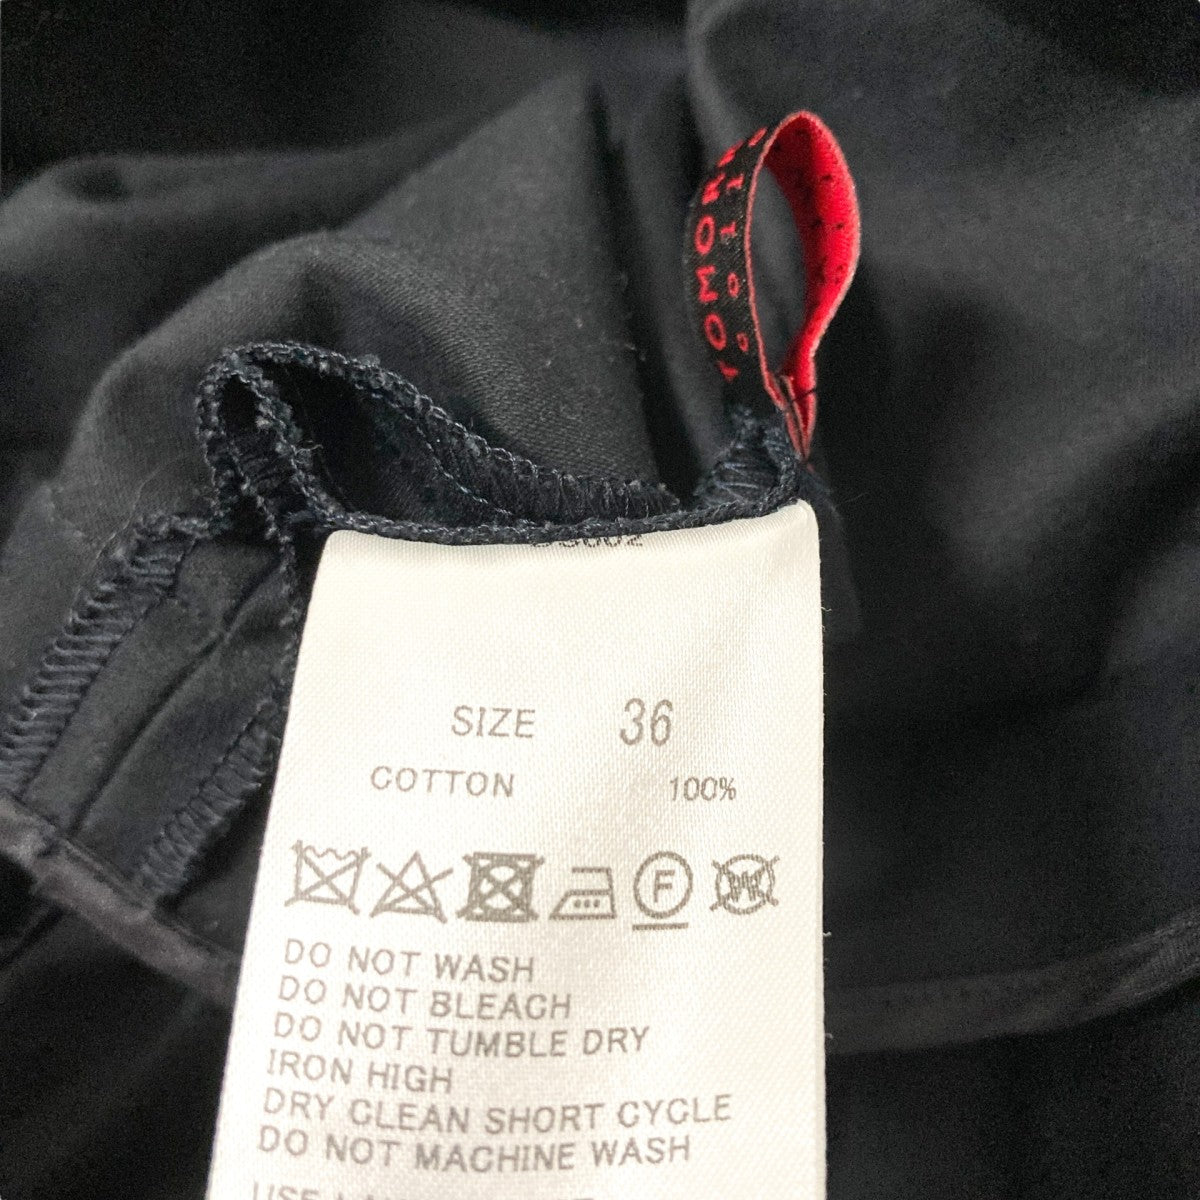 SIZE 36
COTTON 100%
F
W
DO NOT WASH
DO NOT BLEACH
DO NOT TUMBLE DRY
IRON HIGH
DRY CLEAN SHORT CYCLE
DO NOT MACHINE WASH